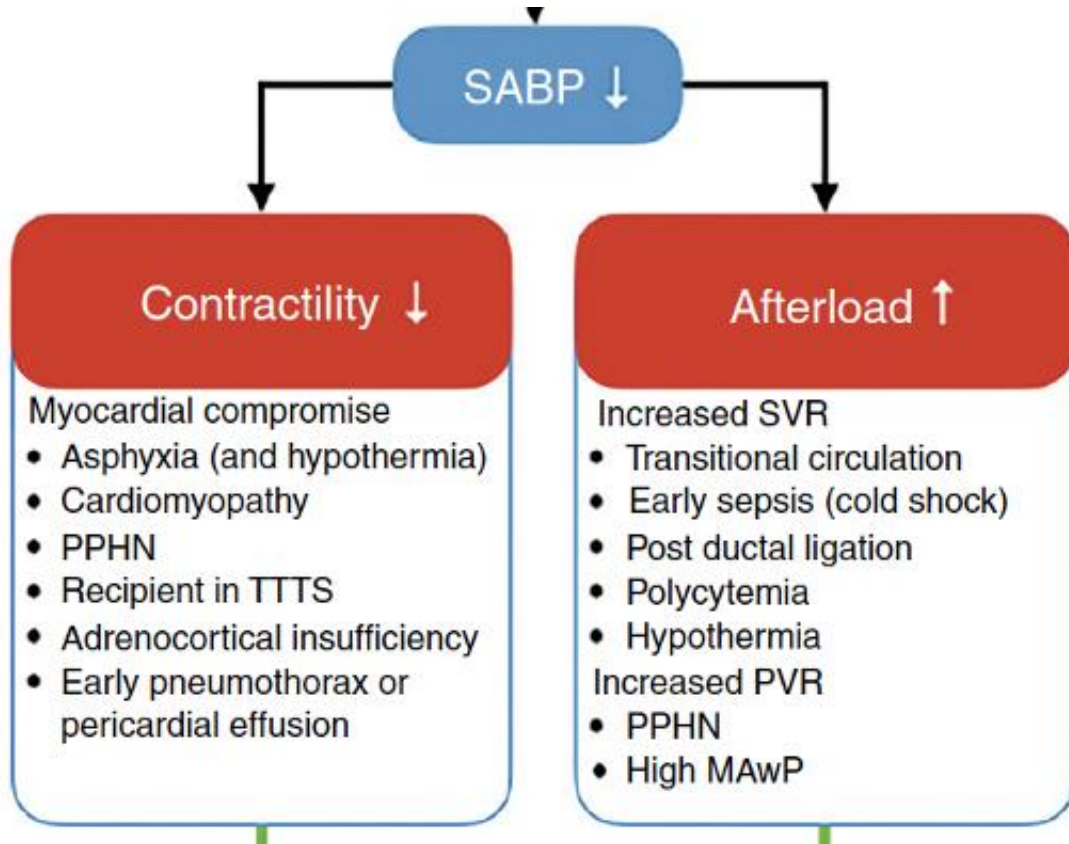 SABP ↓
Contractility ↓
Myocardial compromise
• Asphyxia (and hypothermia)
• Cardiomyopathy
• PPHN
• Recipient in TTTS
• Adrenocortical insufficiency
• Early pneumothorax or
pericardial effusion
Afterload ↑
Increased SVR
• Transitional circulation
• Early sepsis (cold shock)
• Post ductal ligation
• Polycytemia
• Hypothermia
Increased PVR
• PPHN
• High MAwP